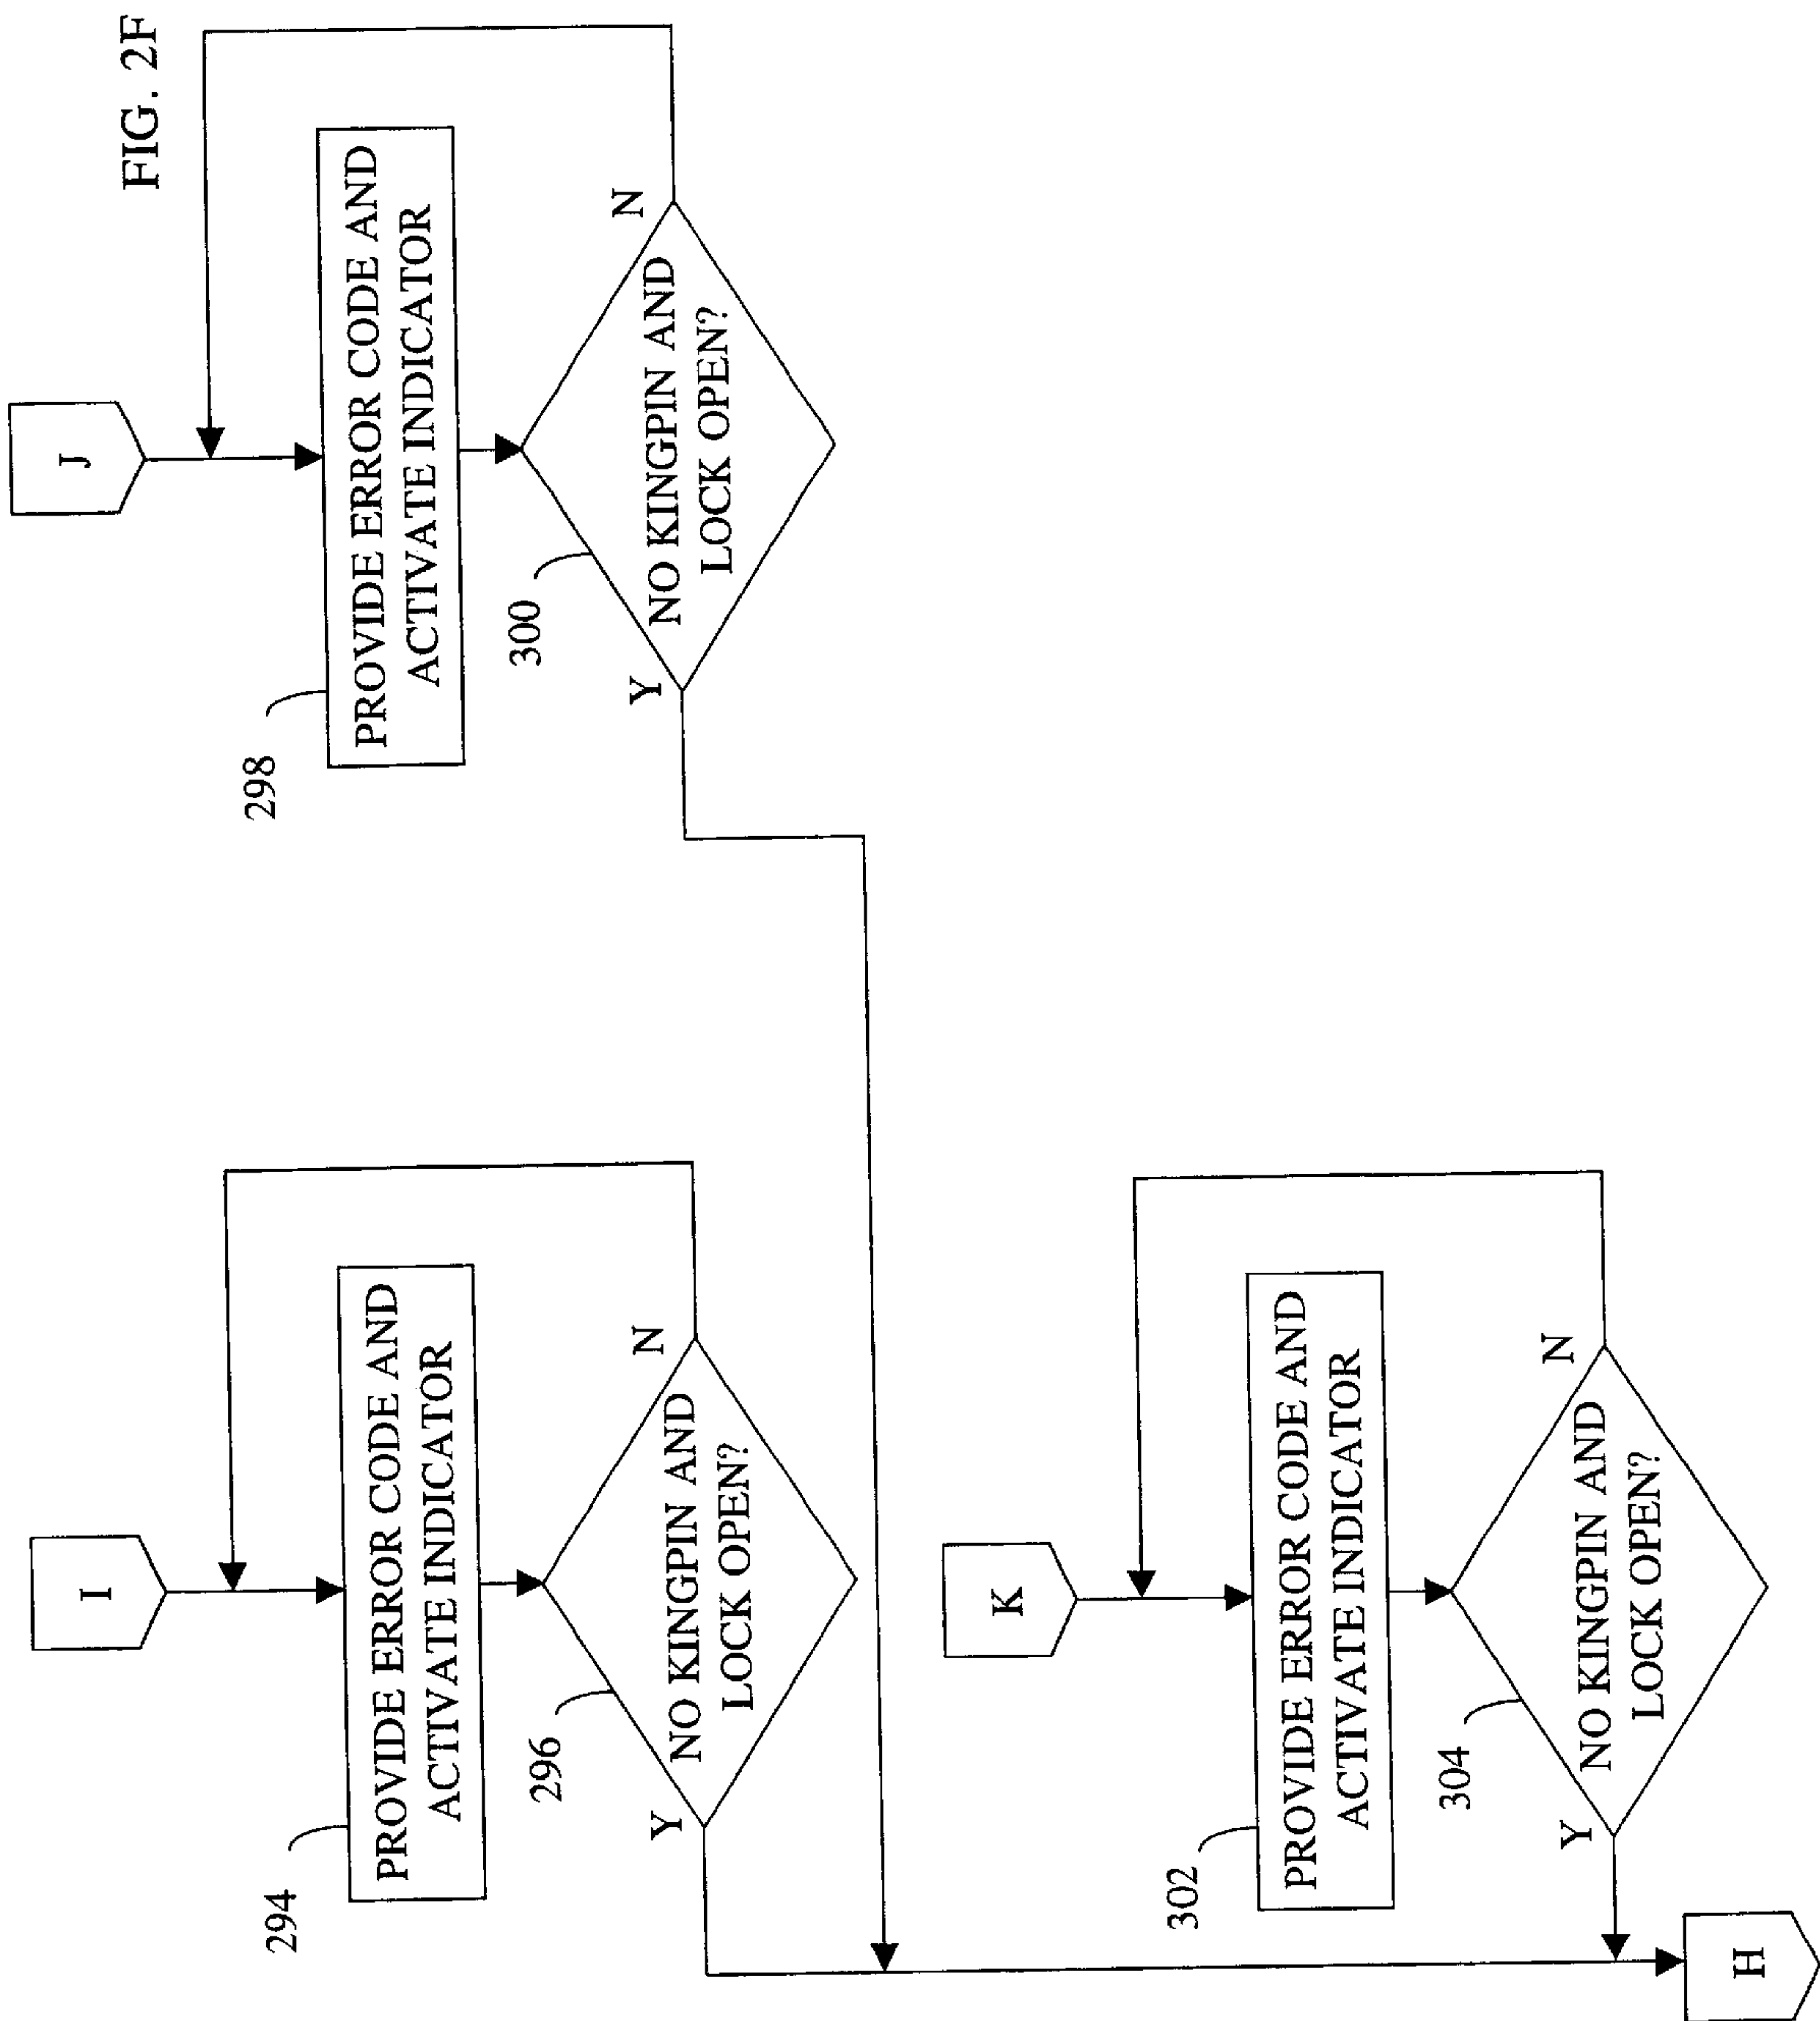 FIG. 2F
I
294
PROVIDE ERROR CODE AND
ACTIVATE INDICATOR
296
NO KINGPIN AND
LOCK OPEN?
Y
N
J
298
PROVIDE ERROR CODE AND
ACTIVATE INDICATOR
300
NO KINGPIN AND
LOCK OPEN?
Y
N
K
302
PROVIDE ERROR CODE AND
ACTIVATE INDICATOR
304
NO KINGPIN AND
LOCK OPEN?
Y
N
H